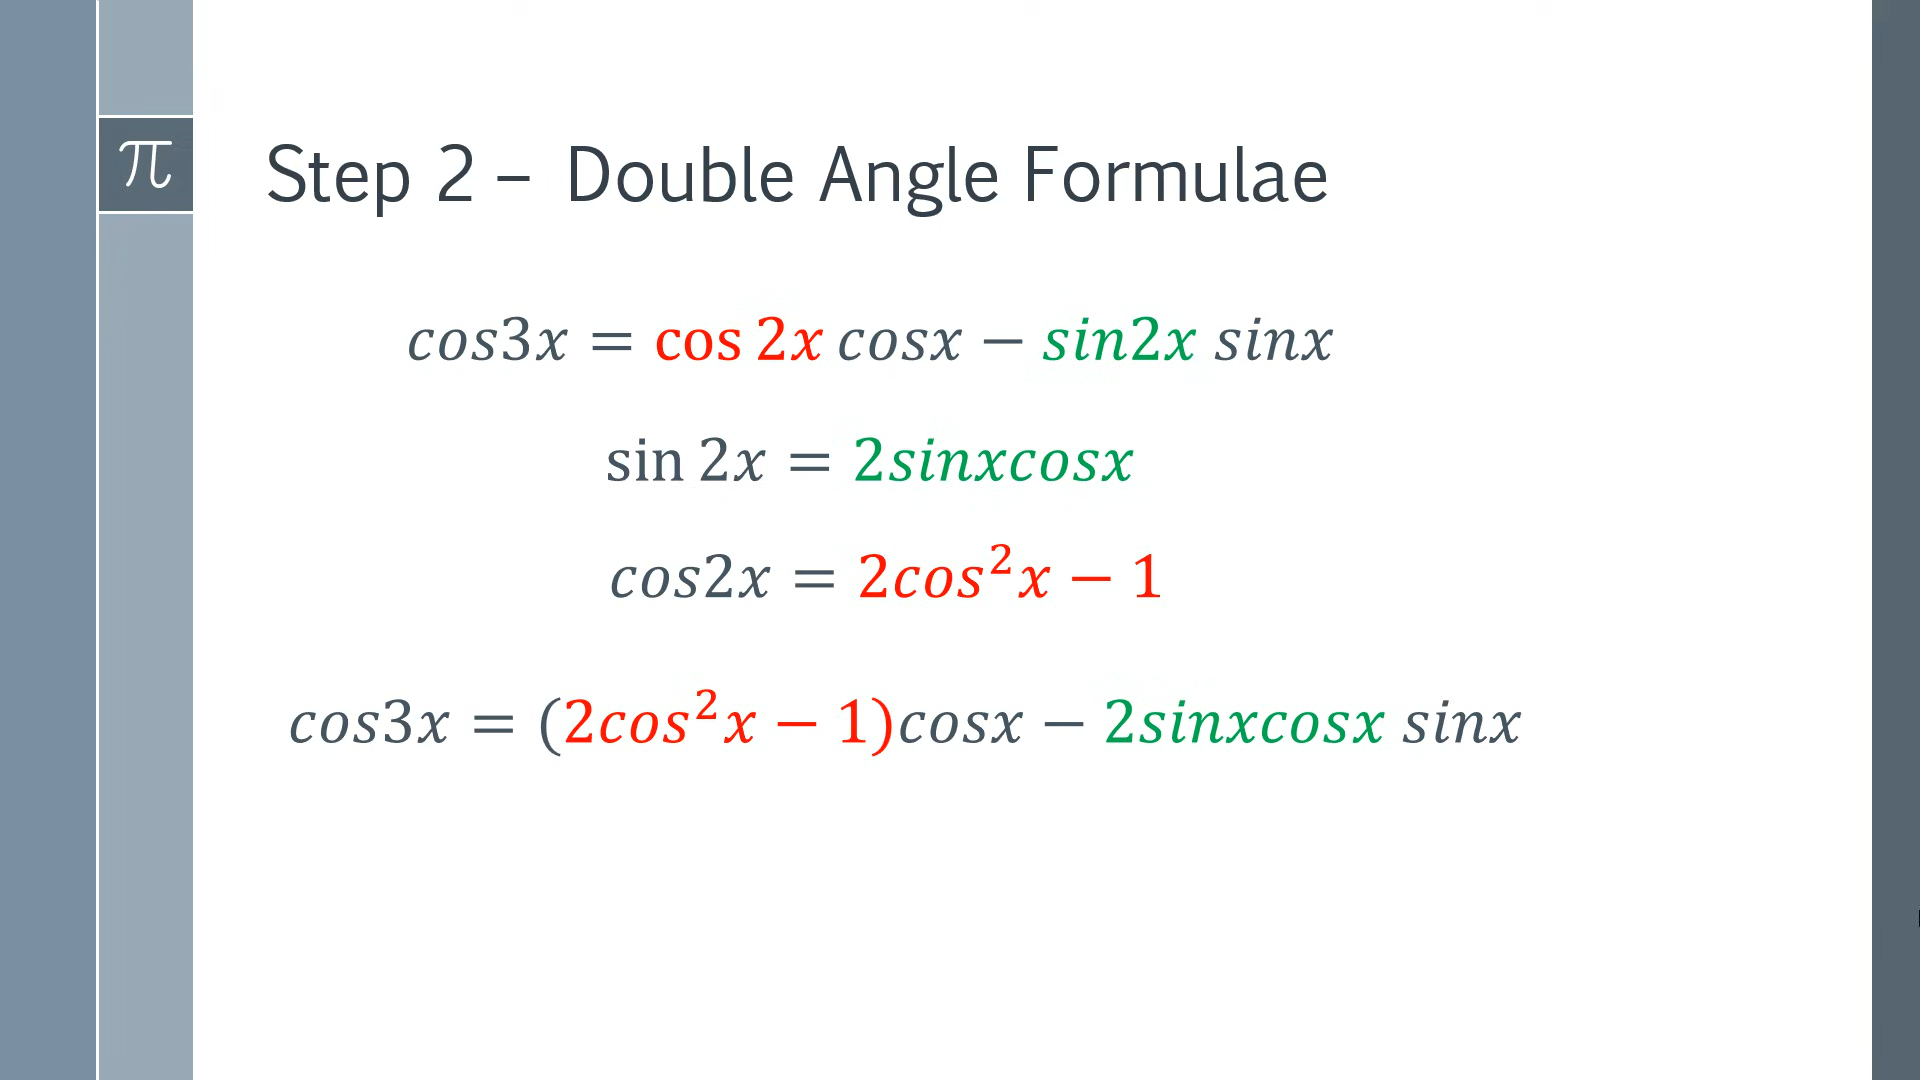 π
Step 2 – Double Angle Formulae
cos3x = cos 2x cosx − sin2x sinx
sin 2x = 2sinxcosx
cos2x = 2cos²x − 1
cos3x = (2cos²x − 1)cosx − 2sinxcosx sinx